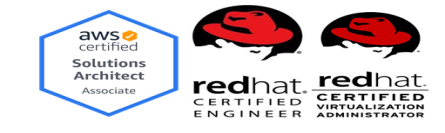 aws
certified
Solutions
Architect
Associate
redhat.
CERTIFIED
ENGINEER
redhat.
CERTIFIED
VIRTUALIZATION
ADMINISTRATOR